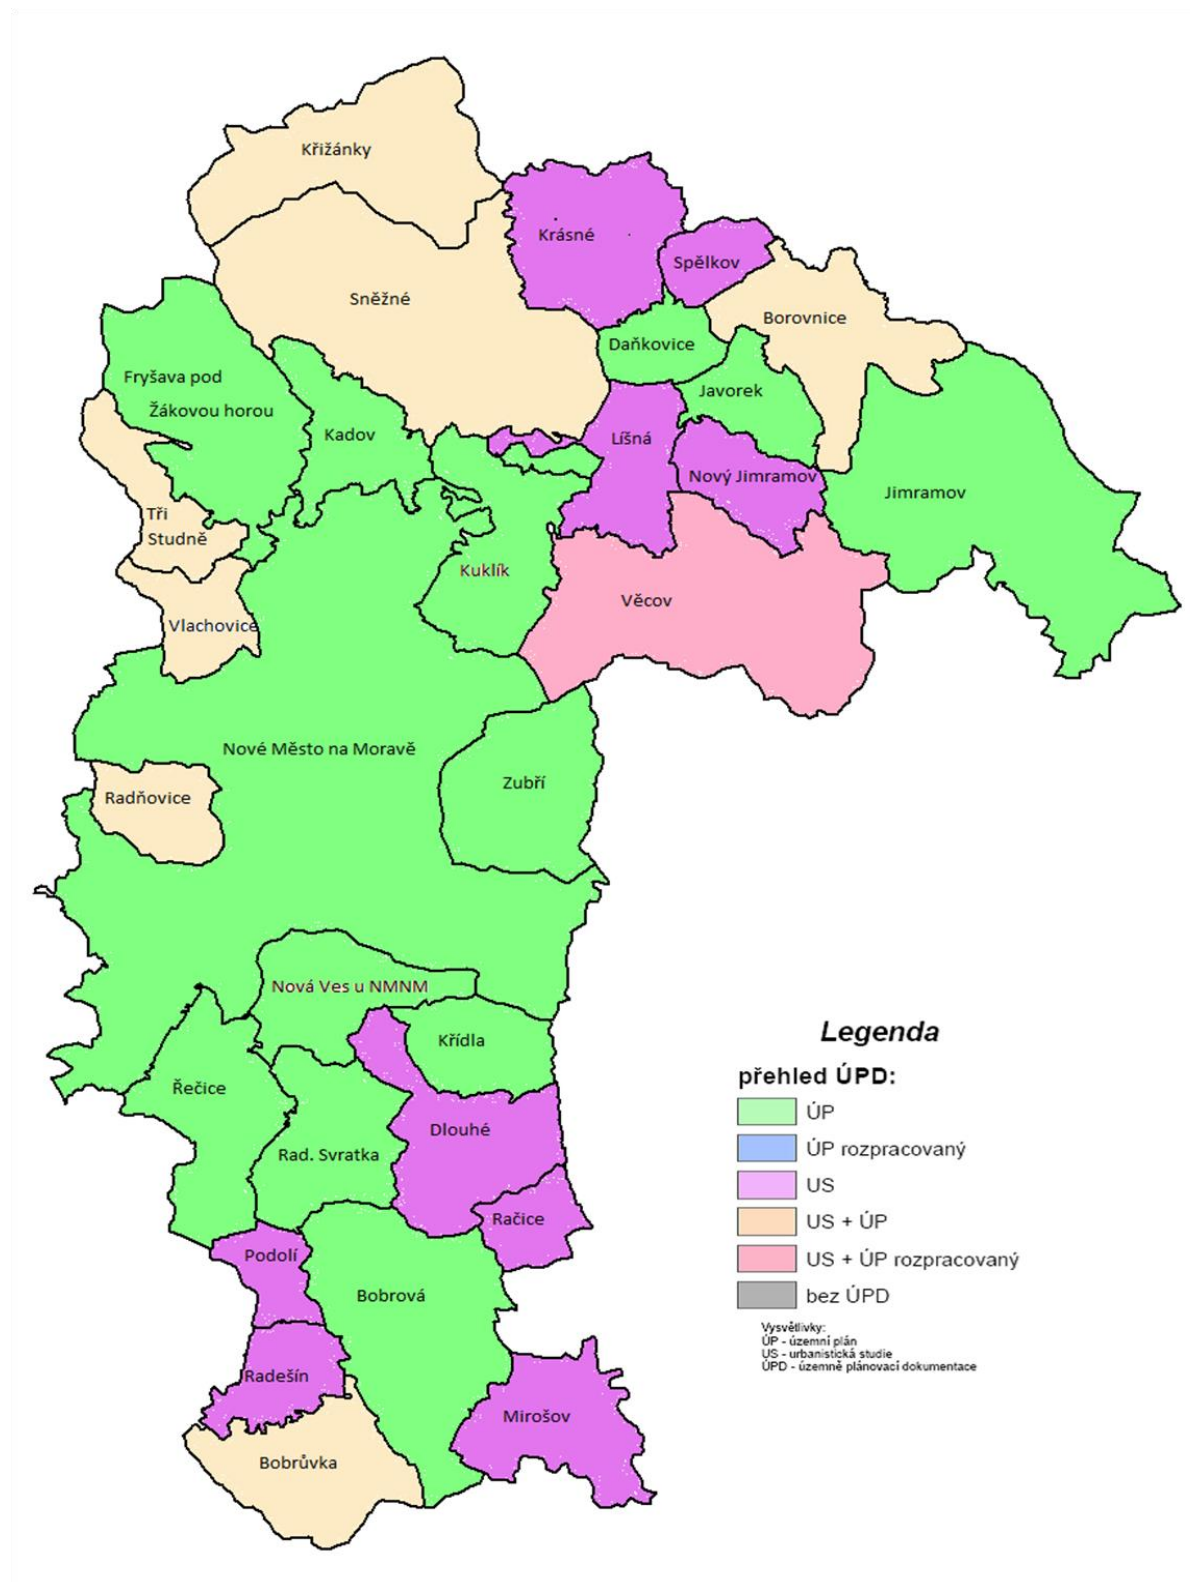 Křižánky
Krásné
Spělkov
Sněžné
Borovnice
Daňkovice
Fryšava pod
Žákovou horou
Javorek
Kadov
Líšná
Nový Jimramov
Jimramov
Tři
Studně
Kuklík
Věcov
Vlachovice
Nové Město na Moravě
Zubří
Radňovice
Nová Ves u NMNM
Křídla
Řečice
Dlouhé
Rad. Svratka
Račice
Podolí
Bobrová
Radešín
Mirošov
Bobrůvka
Legenda
přehled ÚPD:
ÚP
ÚP rozpracovaný
US
US + ÚP
US + ÚP rozpracovaný
bez ÚPD
Vysvětlivky:
ÚP - územní plán
US - urbanistická studie
ÚPD - územně plánovací dokumentace